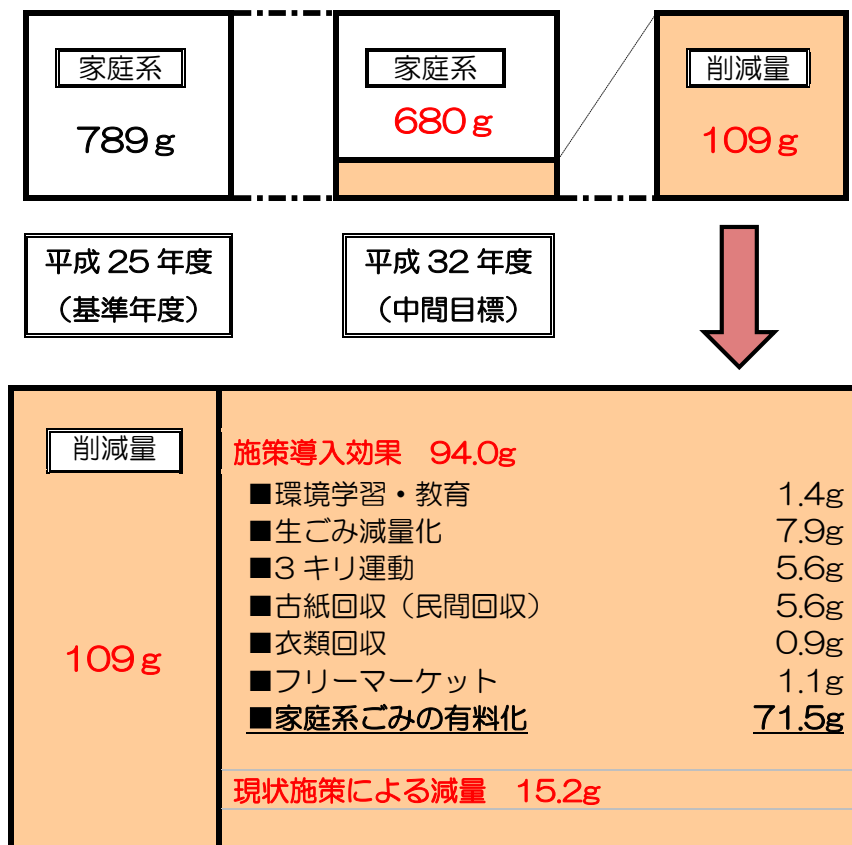 家庭系
789g
家庭系
680g
削減量
109g
平成25年度
(基準年度)
平成32年度
(中間目標)
削減量
109g
施策導入効果 94.0g
■環境学習・教育 1.4g
■生ごみ減量化 7.9g
■3キリ運動 5.6g
■古紙回収(民間回収) 5.6g
■衣類回収 0.9g
■フリーマーケット 1.1g
■家庭系ごみの有料化 71.5g
現状施策による減量 15.2g